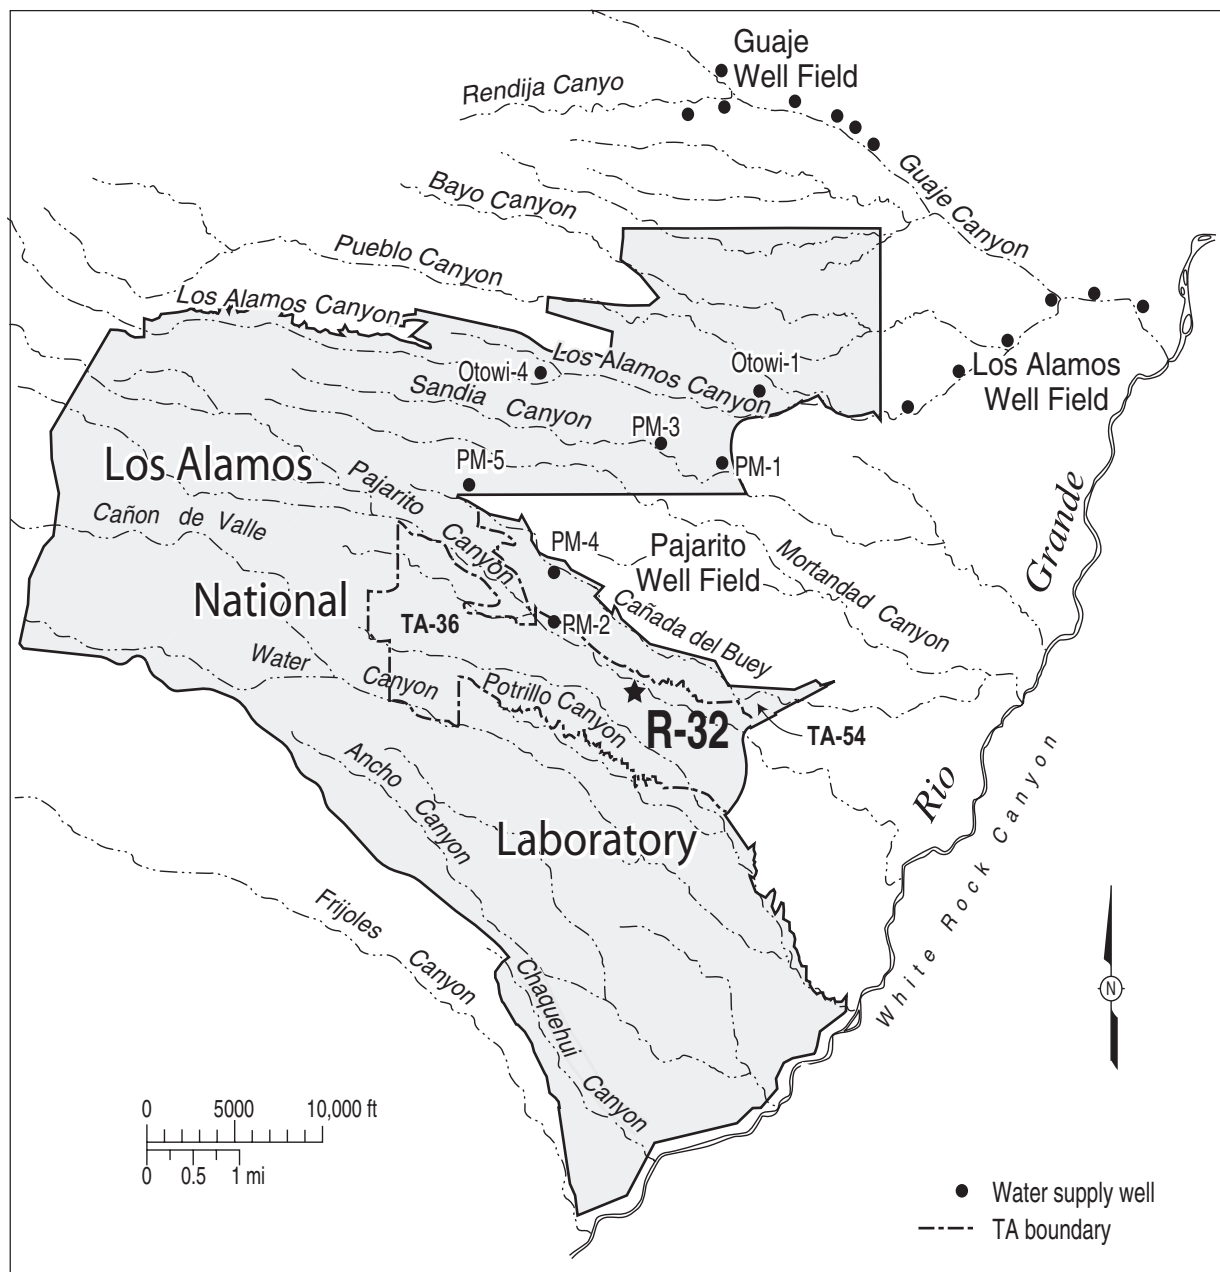 Guaje
Well Field
Rendija Canyo
Guaje Canyon
Bayo Canyon
Pueblo Canyon
Los Alamos Canyon
Los Alamos Canyon
Otowi-1
Otowi-4
Los Alamos
Well Field
Sandia Canyon
PM-3
PM-1
PM-5
Los Alamos
Pajarito Canyon
Cañon de Valle
PM-4
Pajarito
Well Field
Mortandad Canyon
Rio Grande
National
TA-36
PM-2
Cañada del Buey
Water Canyon
Potrillo Canyon
R-32
TA-54
Ancho Canyon
Laboratory
White Rock Canyon
Frijoles Canyon
Chaquehui Canyon
N
0 5000 10,000 ft
0 0.5 1 mi
Water supply well
TA boundary